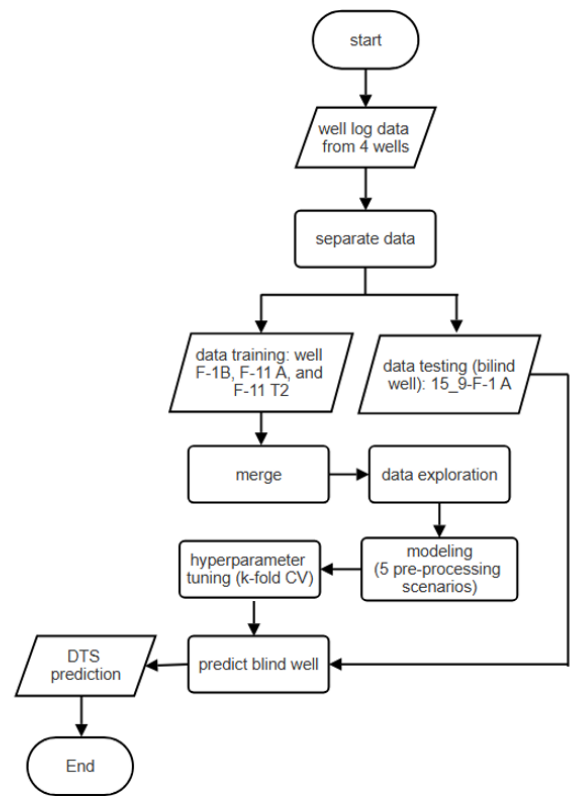 start
well log data
from 4 wells
separate data
data training: well
F-1B, F-11 A, and
F-11 T2
data testing (bilind
well): 15_9-F-1 A
merge
data exploration
modeling
(5 pre-processing
scenarios)
hyperparameter
tuning (k-fold CV)
predict blind well
DTS
prediction
End